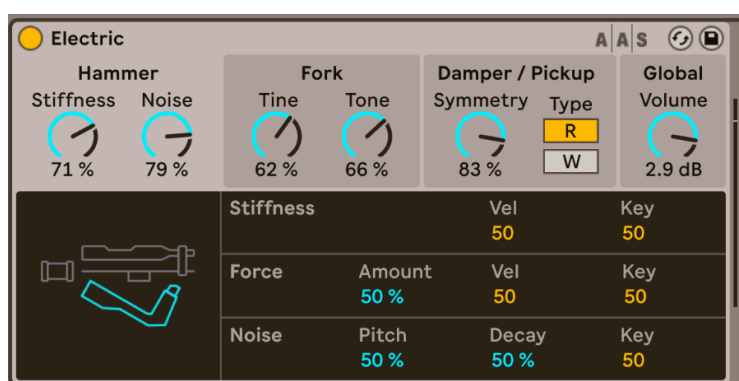 Electric AAS
Hammer Fork Damper / Pickup Global
Stiffness Noise Tine Tone Symmetry Type Volume
R
W
71 % 79 % 62 % 66 % 83 % 2.9 dB
Stiffness Vel Key
50 50
Force Amount Vel Key
50 % 50 50
Noise Pitch Decay Key
50 % 50 % 50